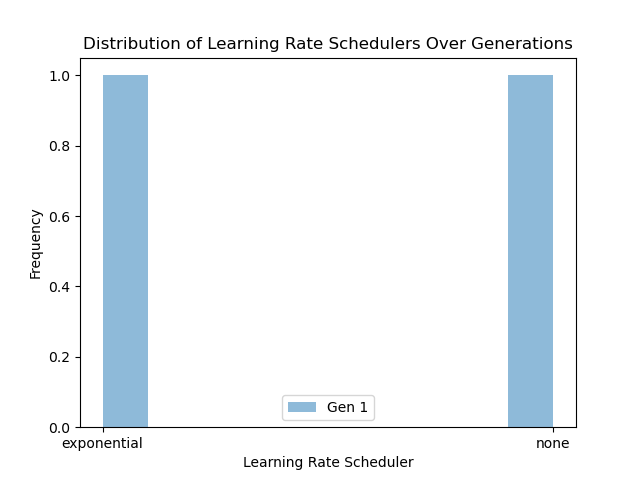 Distribution of Learning Rate Schedulers Over Generations
1.0
0.8
0.6
0.4
0.2
0.0
Frequency
Gen 1
exponential none
Learning Rate Scheduler